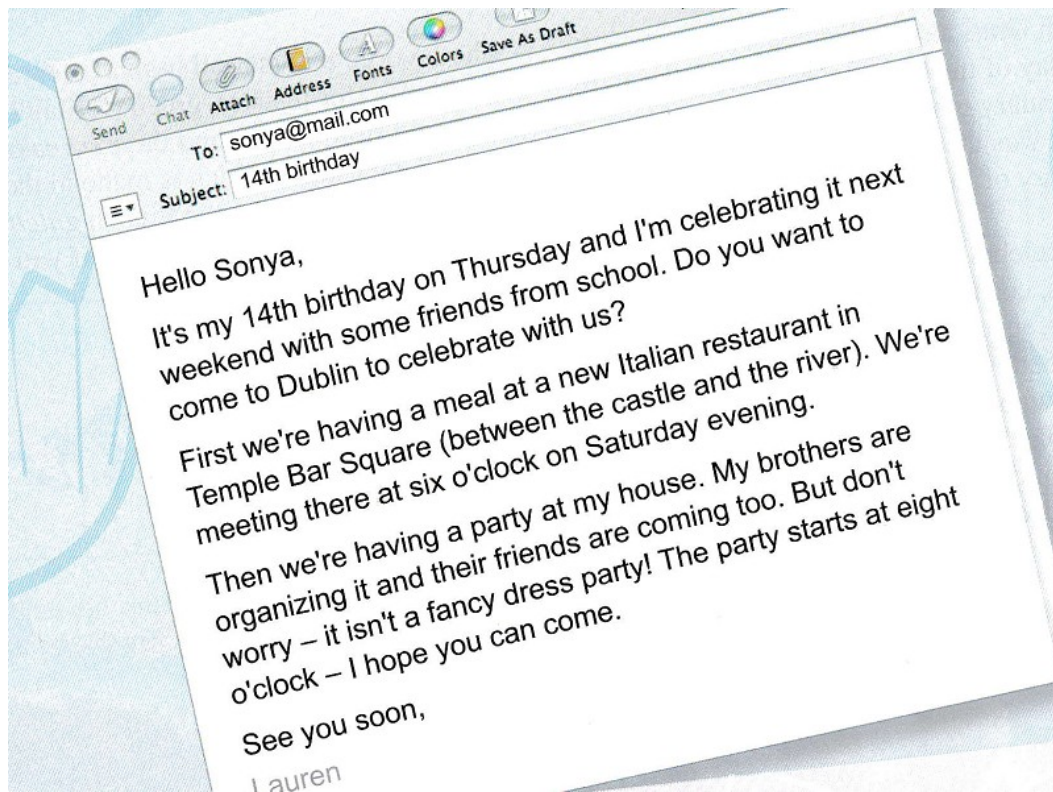 Send Chat Attach Address Fonts Colors Save As Draft
To: sonya@mail.com
Subject: 14th birthday
Hello Sonya,
It's my 14th birthday on Thursday and I'm celebrating it next
weekend with some friends from school. Do you want to
come to Dublin to celebrate with us?
First we're having a meal at a new Italian restaurant in
Temple Bar Square (between the castle and the river). We're
meeting there at six o'clock on Saturday evening.
Then we're having a party at my house. My brothers are
organizing it and their friends are coming too. But don't
worry – it isn't a fancy dress party! The party starts at eight
o'clock – I hope you can come.
See you soon,
Lauren